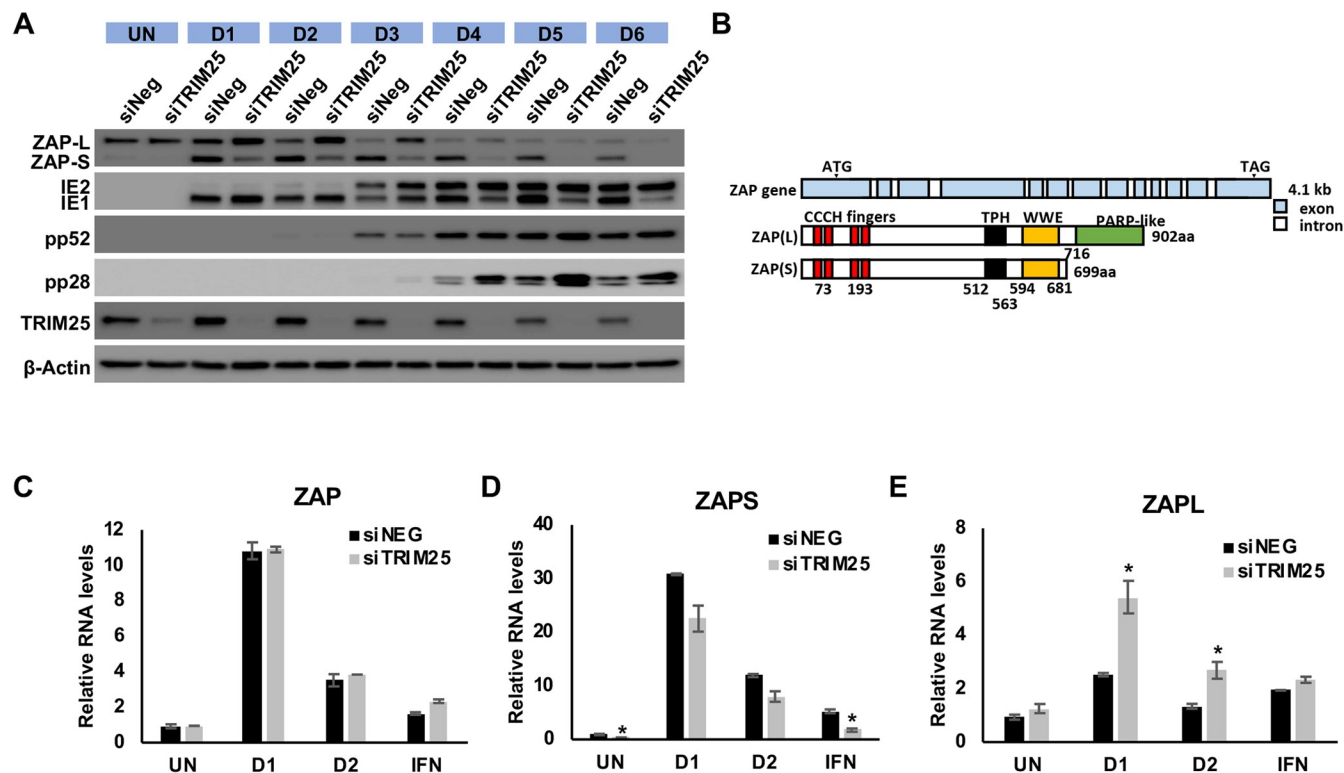 A
UN D1 D2 D3 D4 D5 D6
siNeg siTRIM25 siNeg siTRIM25 siNeg siTRIM25 siNeg siTRIM25 siNeg siTRIM25 siNeg siTRIM25 siNeg siTRIM25
ZAP-L
ZAP-S
IE2
IE1
pp52
pp28
TRIM25
β-Actin
B
ATG TAG
ZAP gene 4.1 kb
exon
intron
CCCH fingers TPH WWE PARP-like
ZAP(L) 902aa
716
ZAP(S) 699aa
73 193 512 594 681
563
C
ZAP
siNEG
siTRIM25
Relative RNA levels
12
10
8
6
4
2
0
UN D1 D2 IFN
D
ZAPS
siNEG
siTRIM25
Relative RNA levels
40
30
20
10
0
* *
UN D1 D2 IFN
E
ZAPL
siNEG
siTRIM25
Relative RNA levels
8
6
4
2
0
* *
UN D1 D2 IFN